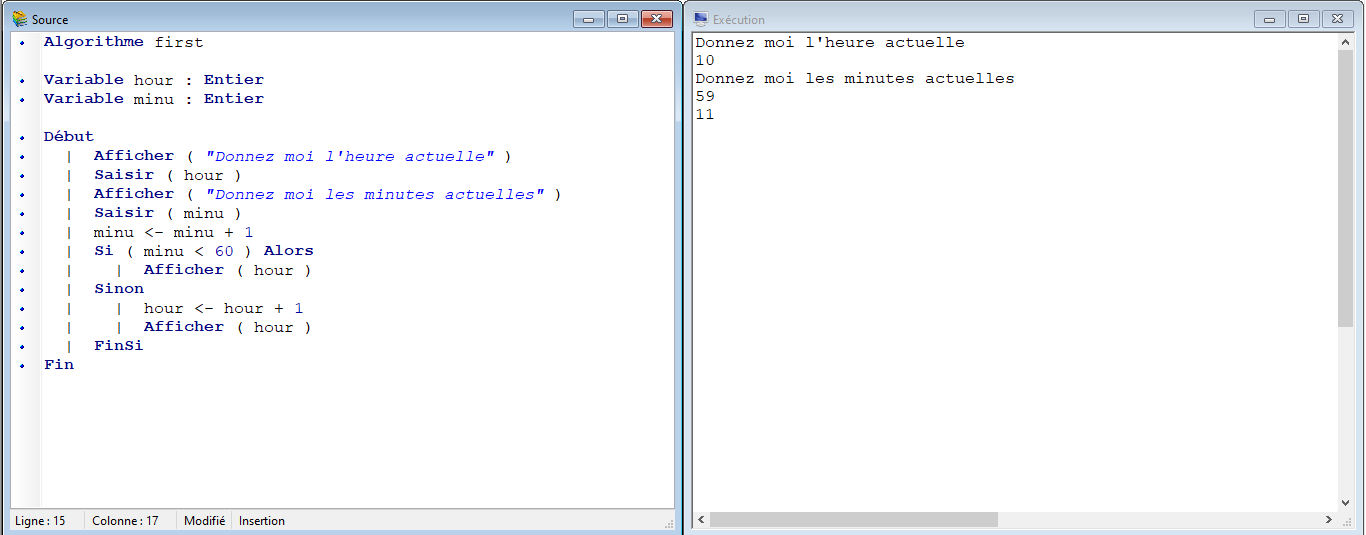 Source
Algorithme first
Variable hour : Entier
Variable minu : Entier
Début
| Afficher ( "Donnez moi l'heure actuelle" )
| Saisir ( hour )
| Afficher ( "Donnez moi les minutes actuelles" )
| Saisir ( minu )
| minu <- minu + 1
| Si ( minu < 60 ) Alors
| | Afficher ( hour )
| Sinon
| | hour <- hour + 1
| | Afficher ( hour )
| FinSi
Fin
Ligne : 15 Colonne : 17 Modifié Insertion
Exécution
Donnez moi l'heure actuelle
10
Donnez moi les minutes actuelles
59
11